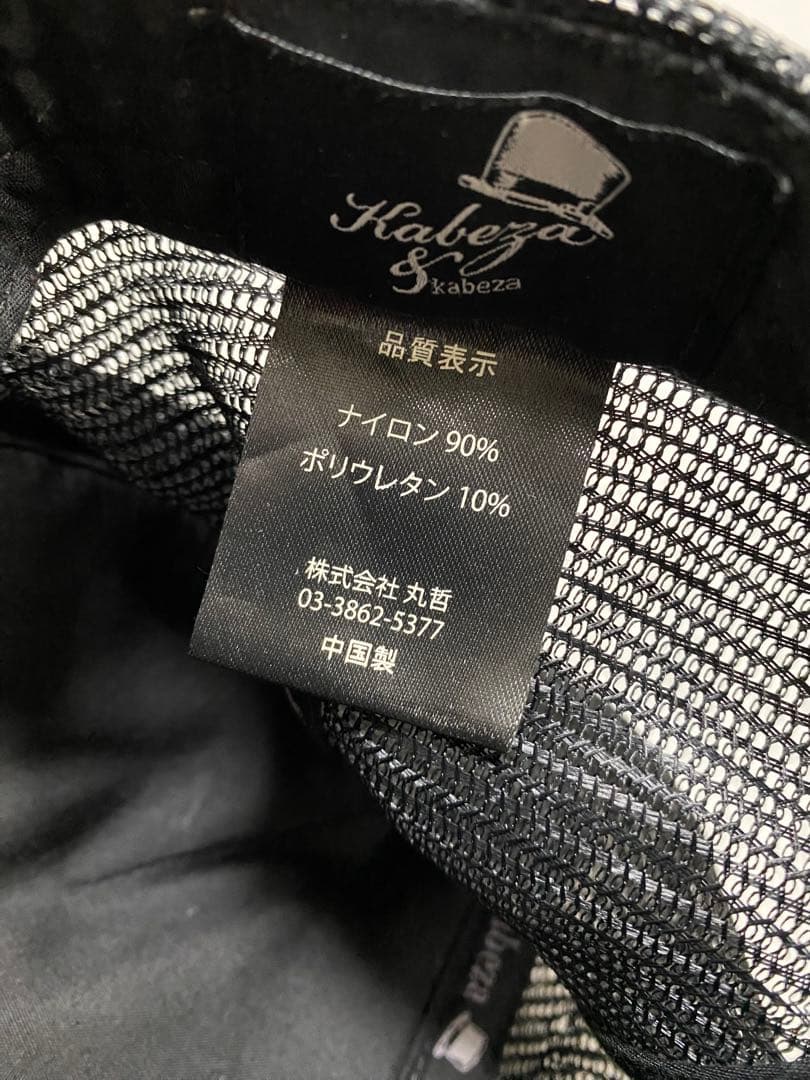 Kabeza
& kabeza
品質表示
ナイロン 90%
ポリウレタン 10%
株式会社 丸哲
03-3862-5377
中国製